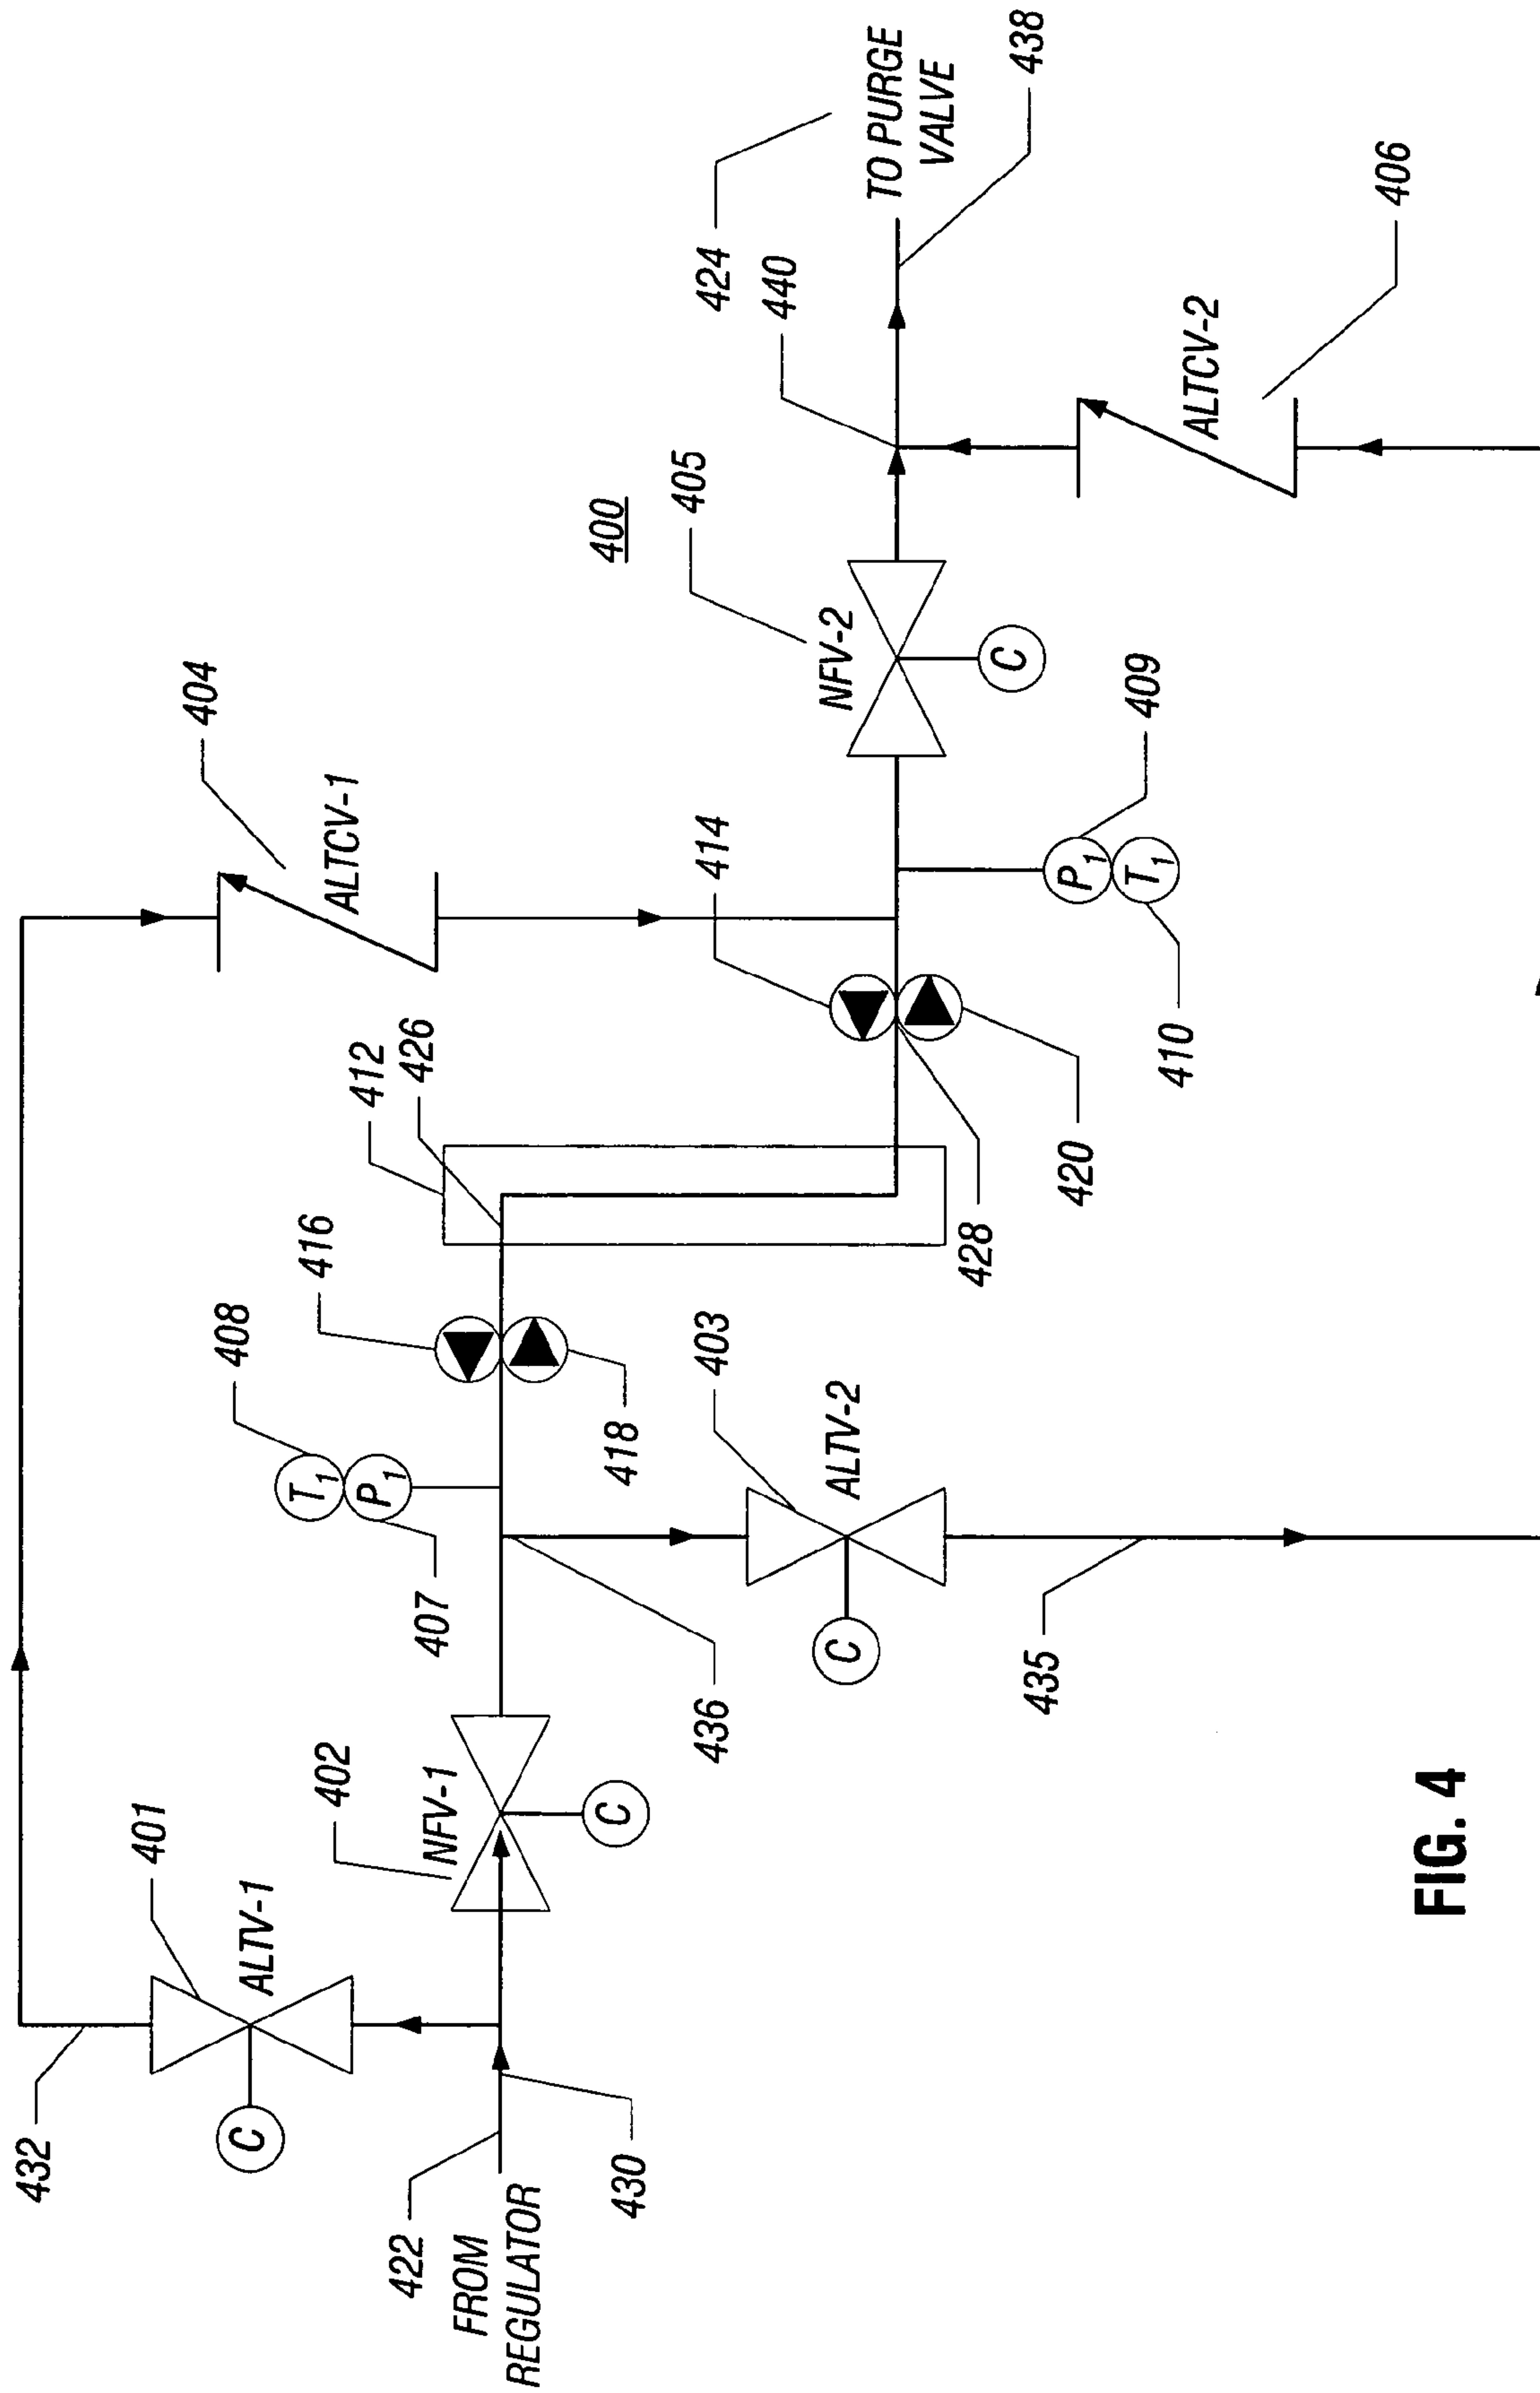 432
401
ALTV-1
C
422
FROM
REGULATOR
430
402
NFV-1
C
404
ALTCV-1
408
T1
P1
407
416
418
412
426
414
428
420
436
403
ALTV-2
C
435
400
405
NFV-2
C
P1
T1
409
410
424
TO PURGE
VALVE
440
438
ALTCV-2
406
FIG. 4